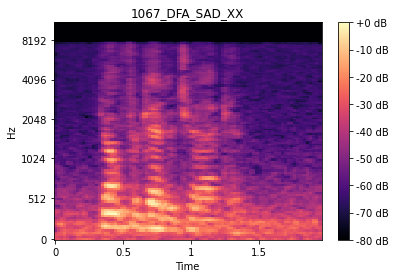 1067_DFA_SAD_XX
+0 dB
8192
-10 dB
4096
-20 dB
-30 dB
2048
Hz
-40 dB
1024
-50 dB
512
-60 dB
-70 dB
0
-80 dB
0 0.5 1 1.5
Time